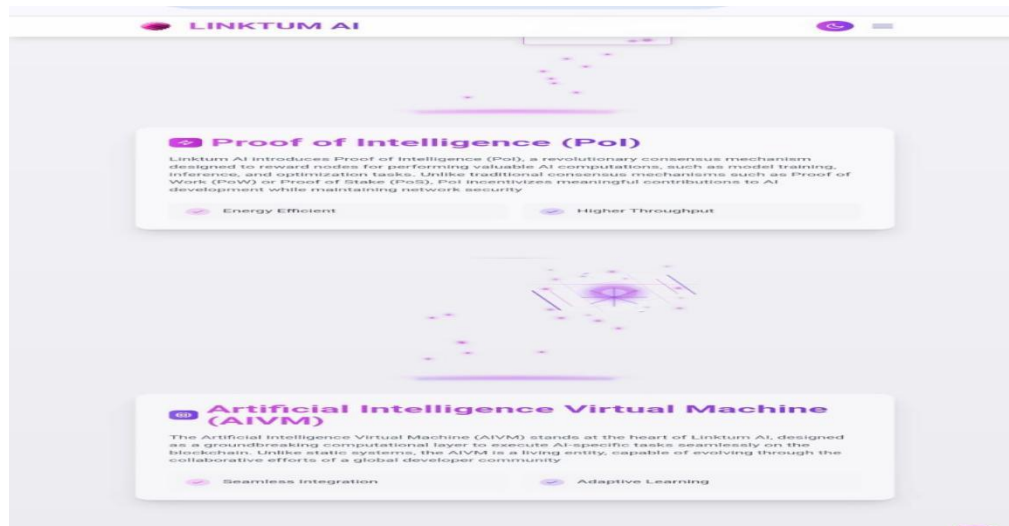 LINKTUM AI
Proof of Intelligence (PoI)
Linktum AI introduces Proof of Intelligence (PoI), a revolutionary consensus mechanism
designed to reward nodes for performing valuable AI computations, such as model training,
inference, and optimization tasks. Unlike traditional consensus mechanisms such as Proof of
Work (PoW) or Proof of Stake (PoS), PoI incentivizes meaningful contributions to AI
development while maintaining network security
Energy Efficient
Higher Throughput
Artificial Intelligence Virtual Machine
(AIVM)
The Artificial Intelligence Virtual Machine (AIVM) stands at the heart of Linktum AI, designed
as a groundbreaking computational layer to execute AI-specific tasks seamlessly on the
blockchain. Unlike static systems, the AIVM is a living entity, capable of evolving through the
collaborative efforts of a global developer community
Seamless Integration
Adaptive Learning